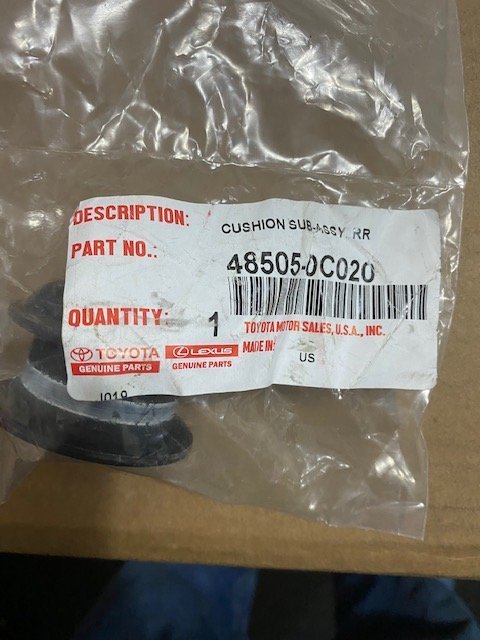 DESCRIPTION: CUSHION SUB-ASSY, RR
PART NO.: 48505-0C020
QUANTITY: 1 TOYOTA MOTOR SALES, U.S.A., INC.
TOYOTA LEXUS MADE IN: US
GENUINE PARTS GENUINE PARTS
J019